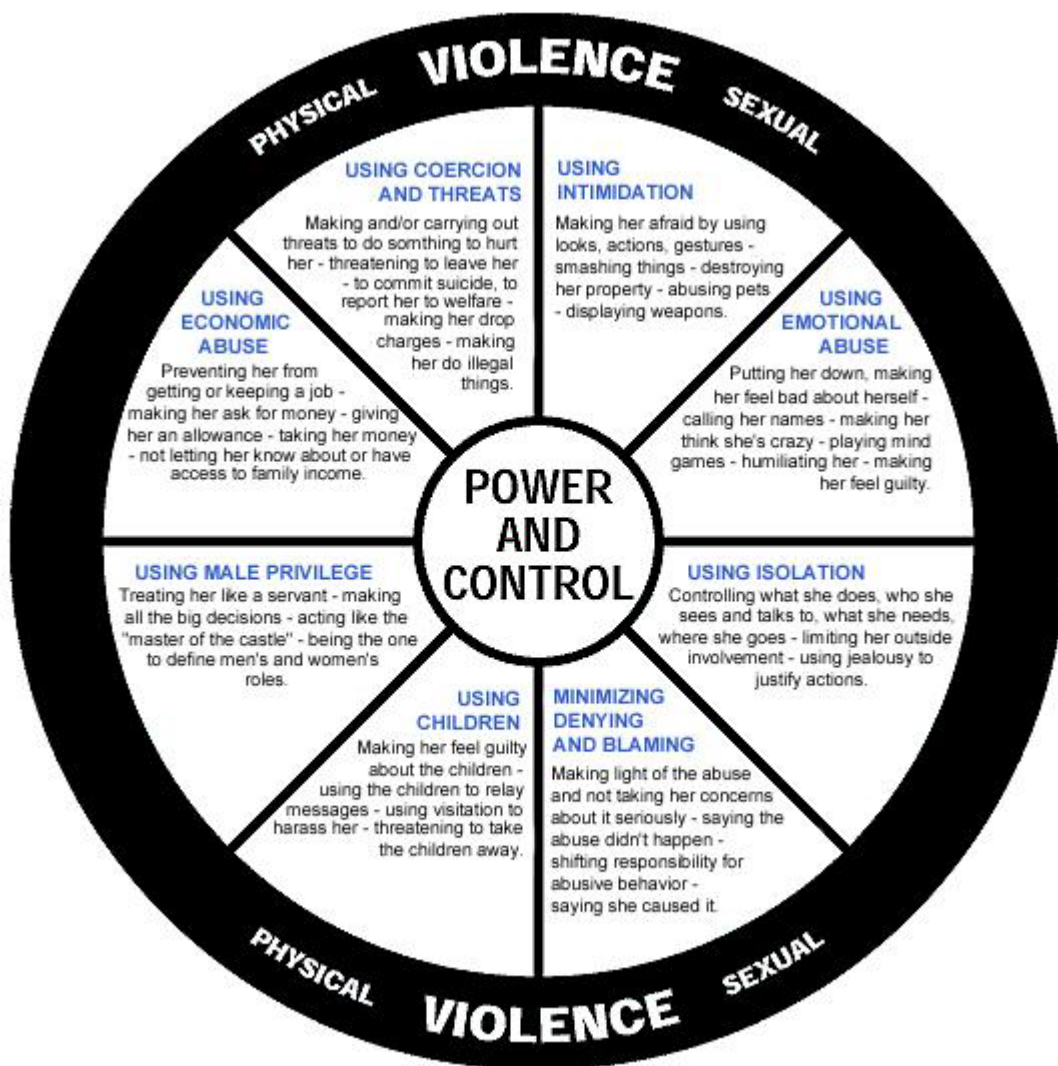 PHYSICAL VIOLENCE SEXUAL
USING COERCION
AND THREATS
Making and/or carrying out
threats to do somthing to hurt
her - threatening to leave her
- to commit suicide, to
report her to welfare -
making her drop
charges - making
her do illegal
things.
USING
INTIMIDATION
Making her afraid by using
looks, actions, gestures -
smashing things - destroying
her property - abusing pets
- displaying weapons.
USING
ECONOMIC
ABUSE
Preventing her from
getting or keeping a job -
making her ask for money - giving
her an allowance - taking her money
- not letting her know about or have
access to family income.
USING
EMOTIONAL
ABUSE
Putting her down, making
her feel bad about herself -
calling her names - making her
think she's crazy - playing mind
games - humiliating her - making
her feel guilty.
POWER
AND
CONTROL
USING MALE PRIVILEGE
Treating her like a servant - making
all the big decisions - acting like the
"master of the castle" - being the one
to define men's and women's
roles.
USING ISOLATION
Controlling what she does, who she
sees and talks to, what she needs,
where she goes - limiting her outside
involvement - using jealousy to
justify actions.
USING
CHILDREN
Making her feel guilty
about the children -
using the children to relay
messages - using visitation to
harass her - threatening to take
the children away.
MINIMIZING
DENYING
AND BLAMING
Making light of the abuse
and not taking her concerns
about it seriously - saying the
abuse didn't happen -
shifting responsibility for
abusive behavior -
saying she caused it.
PHYSICAL VIOLENCE SEXUAL